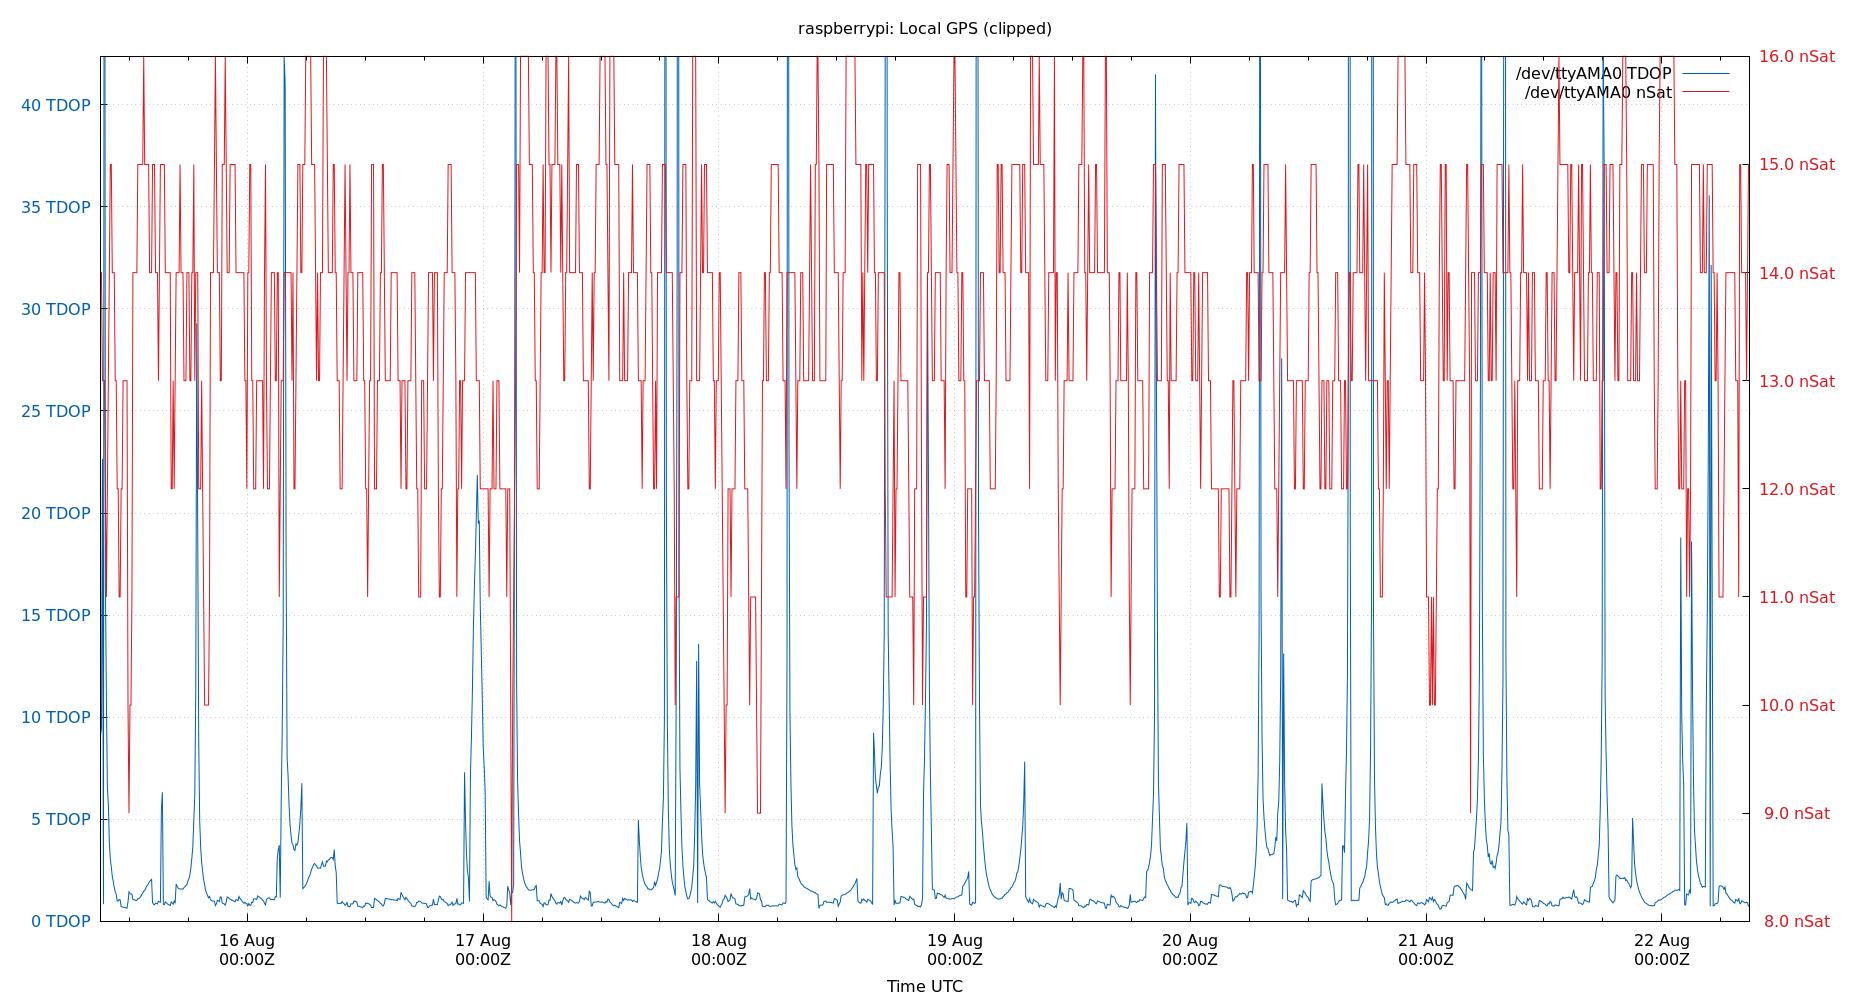 raspberrypi: Local GPS (clipped)
/dev/ttyAMA0 TDOP
/dev/ttyAMA0 nSat
40 TDOP
35 TDOP
30 TDOP
25 TDOP
20 TDOP
15 TDOP
10 TDOP
5 TDOP
0 TDOP
16.0 nSat
15.0 nSat
14.0 nSat
13.0 nSat
12.0 nSat
11.0 nSat
10.0 nSat
9.0 nSat
8.0 nSat
16 Aug 17 Aug 18 Aug 19 Aug 20 Aug 21 Aug 22 Aug
00:00Z 00:00Z 00:00Z 00:00Z 00:00Z 00:00Z 00:00Z
Time UTC